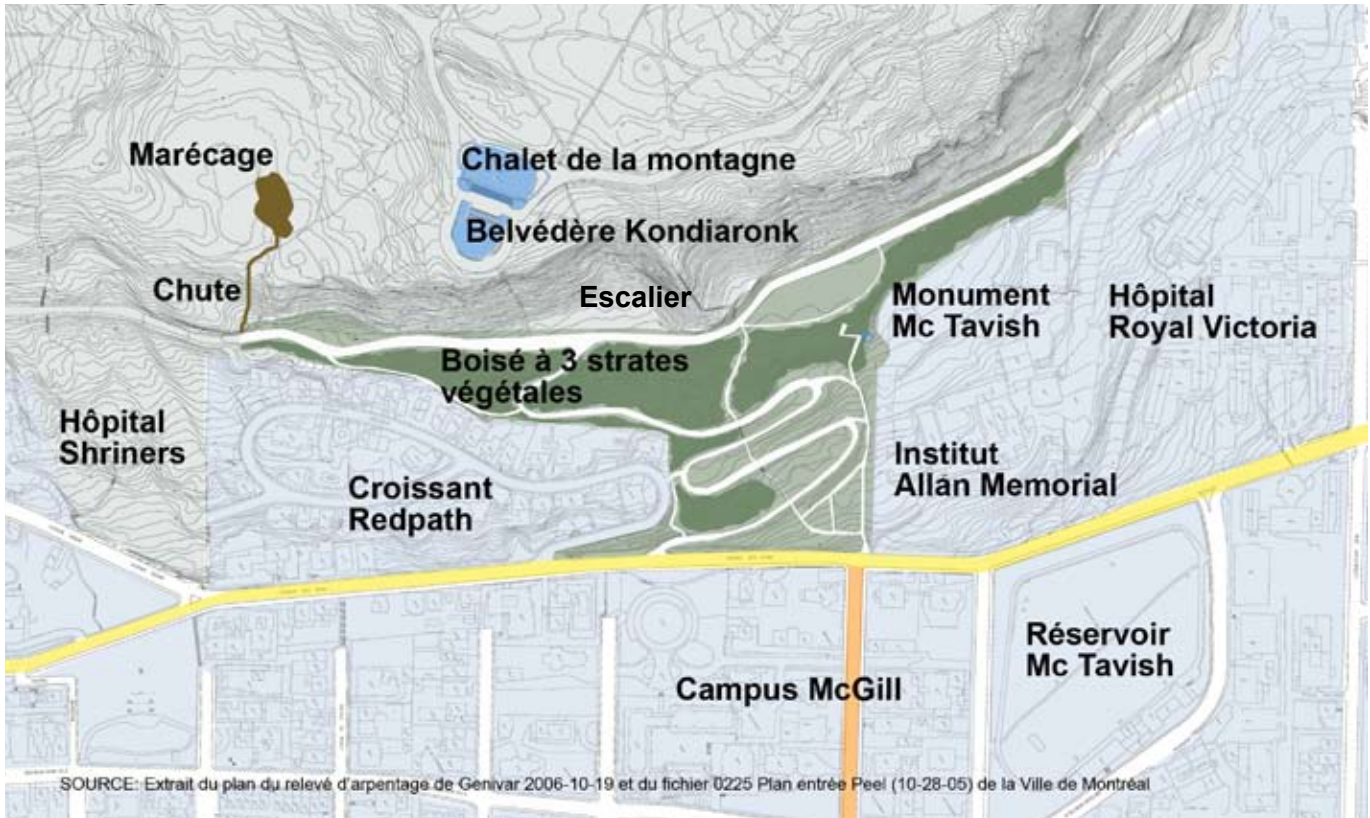 Marécage
Chalet de la montagne
Belvédère Kondiaronk
Chute
Escalier
Monument
Mc Tavish
Hôpital
Royal Victoria
Boisé à 3 strates
végétales
Hôpital
Shriners
Croissant
Redpath
Institut
Allan Memorial
Réservoir
Mc Tavish
Campus McGill
SOURCE: Extrait du plan du relevé d'arpentage de Genivar 2006-10-19 et du fichier 0225 Plan entrée Peel (10-28-05) de la Ville de Montréal